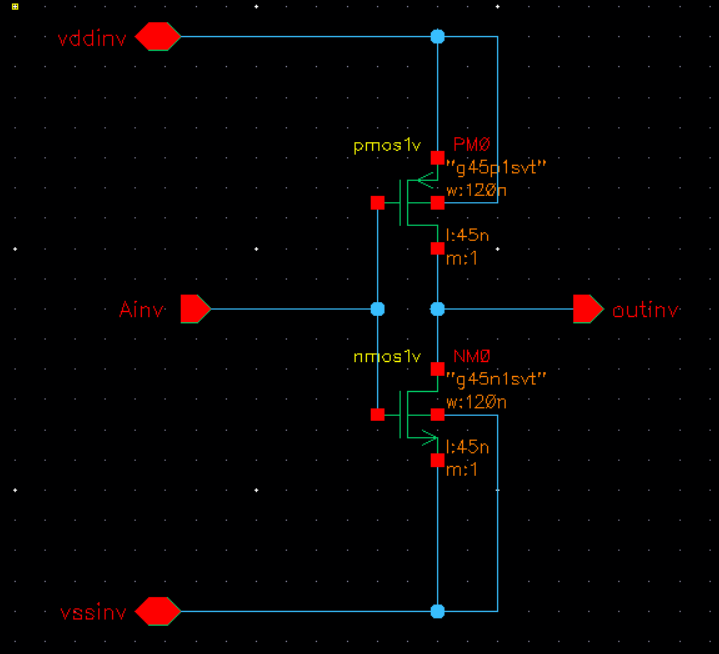 vddinv
pmos1v PM0
"g45p1svt"
w:120n
l:45n
m:1
Ainv
outinv
nmos1v NM0
"g45n1svt"
w:120n
l:45n
m:1
vssinv